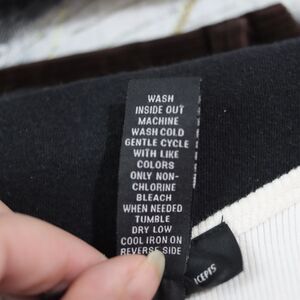 WASH
INSIDE OUT
MACHINE
WASH COLD
GENTLE CYCLE
WITH LIKE
COLORS
ONLY NON-
CHLORINE
BLEACH
WHEN NEEDED
TUMBLE
DRY LOW
COOL IRON ON
REVERSE SIDE